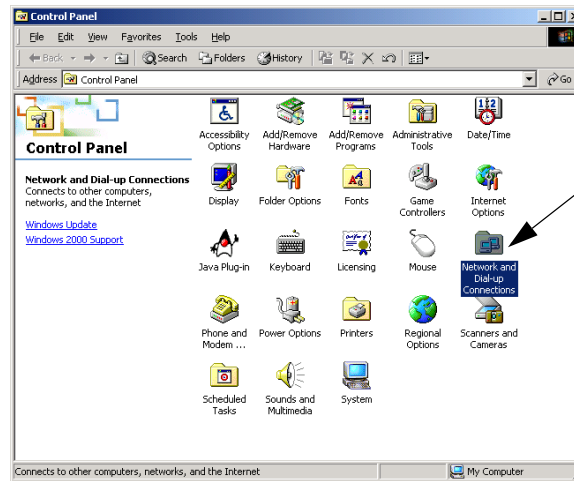 Control Panel
File Edit View Favorites Tools Help
Back Search Folders History
Address Control Panel Go
Control Panel
Network and Dial-up Connections
Connects to other computers,
networks, and the Internet
Windows Update
Windows 2000 Support
Accessibility
Options
Add/Remove
Hardware
Add/Remove
Programs
Administrative
Tools
Date/Time
Display
Folder Options
Fonts
Game
Controllers
Internet
Options
Java Plug-in
Keyboard
Licensing
Mouse
Network and
Dial-up
Connections
Phone and
Modem ...
Power Options
Printers
Regional
Options
Scanners and
Cameras
Scheduled
Tasks
Sounds and
Multimedia
System
Connects to other computers, networks, and the Internet
My Computer